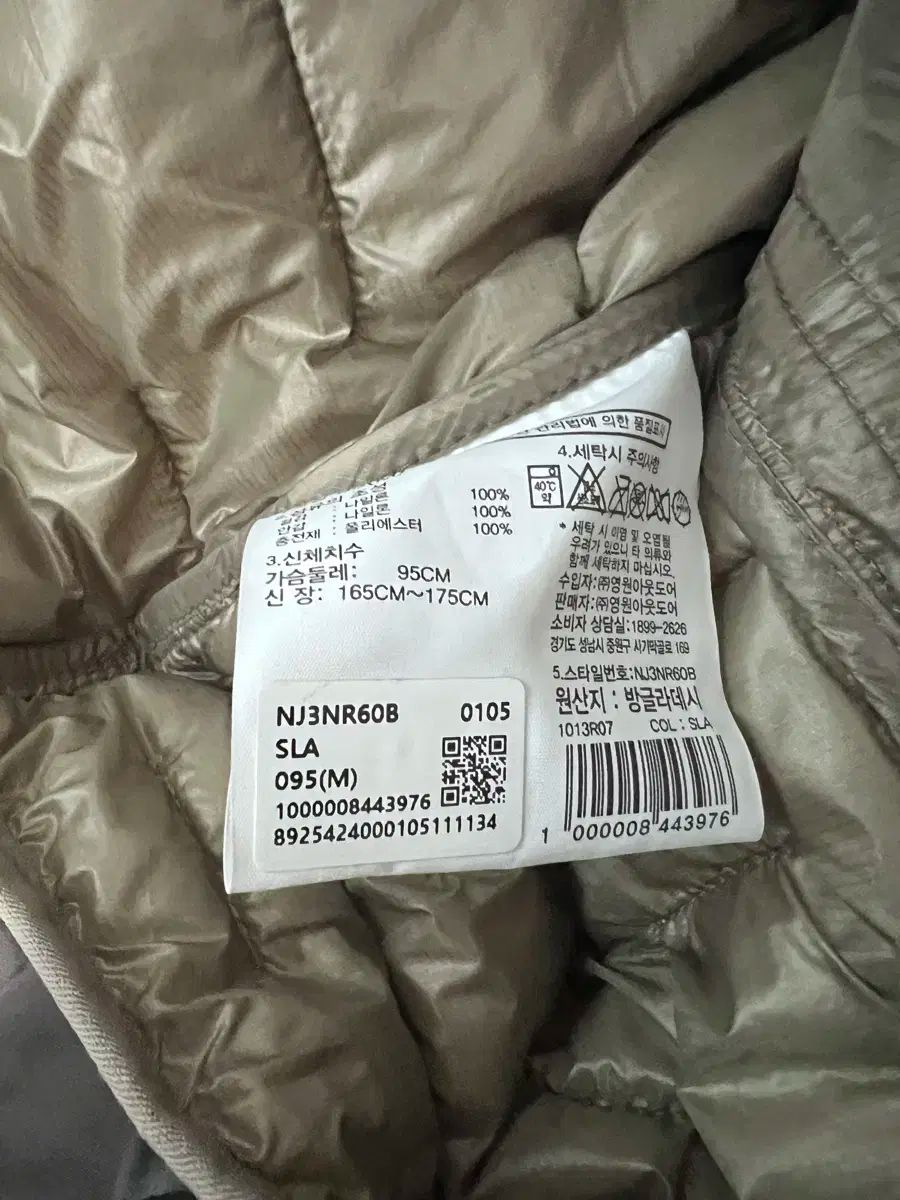 법에 의한 품질표시
100%
나일론 100%
안감 : 나일론 100%
충전재 : 폴리에스터 100%
3.신체치수
가슴둘레: 95CM
신 장: 165CM~175CM
4.세탁시 주의사항
40℃
약
* 세탁 시 이염 및 오염될
우려가 있으니 타 의류와
함께 세탁하지 마십시오.
수입자:㈜영원아웃도어
판매자:㈜영원아웃도어
소비자 상담실:1899-2626
경기도 성남시 중원구 사기막골로 169
5.스타일번호:NJ3NR60B
원산지 : 방글라데시
1013R07 COL : SLA
1 000008 443976
NJ3NR60B 0105
SLA
095(M)
1000008443976
8925424000105111134